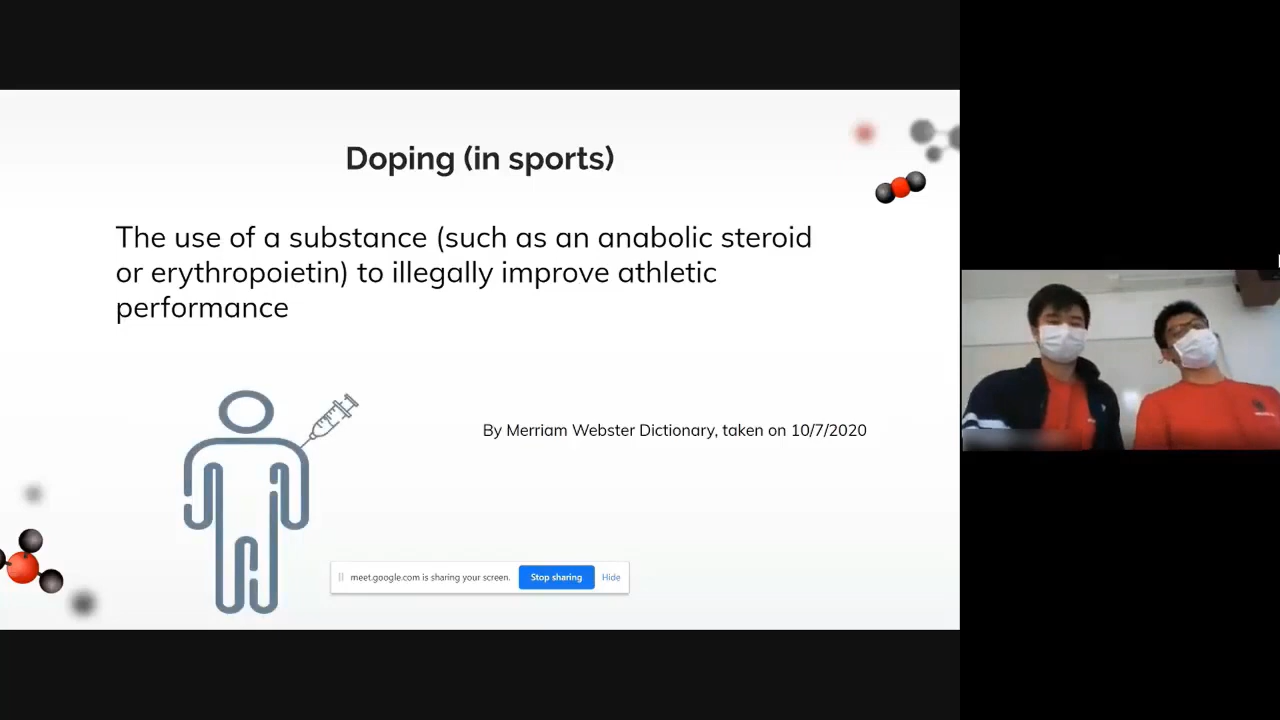 Doping (in sports)
The use of a substance (such as an anabolic steroid
or erythropoietin) to illegally improve athletic
performance
By Merriam Webster Dictionary, taken on 10/7/2020
meet.google.com is sharing your screen.
Stop sharing
Hide